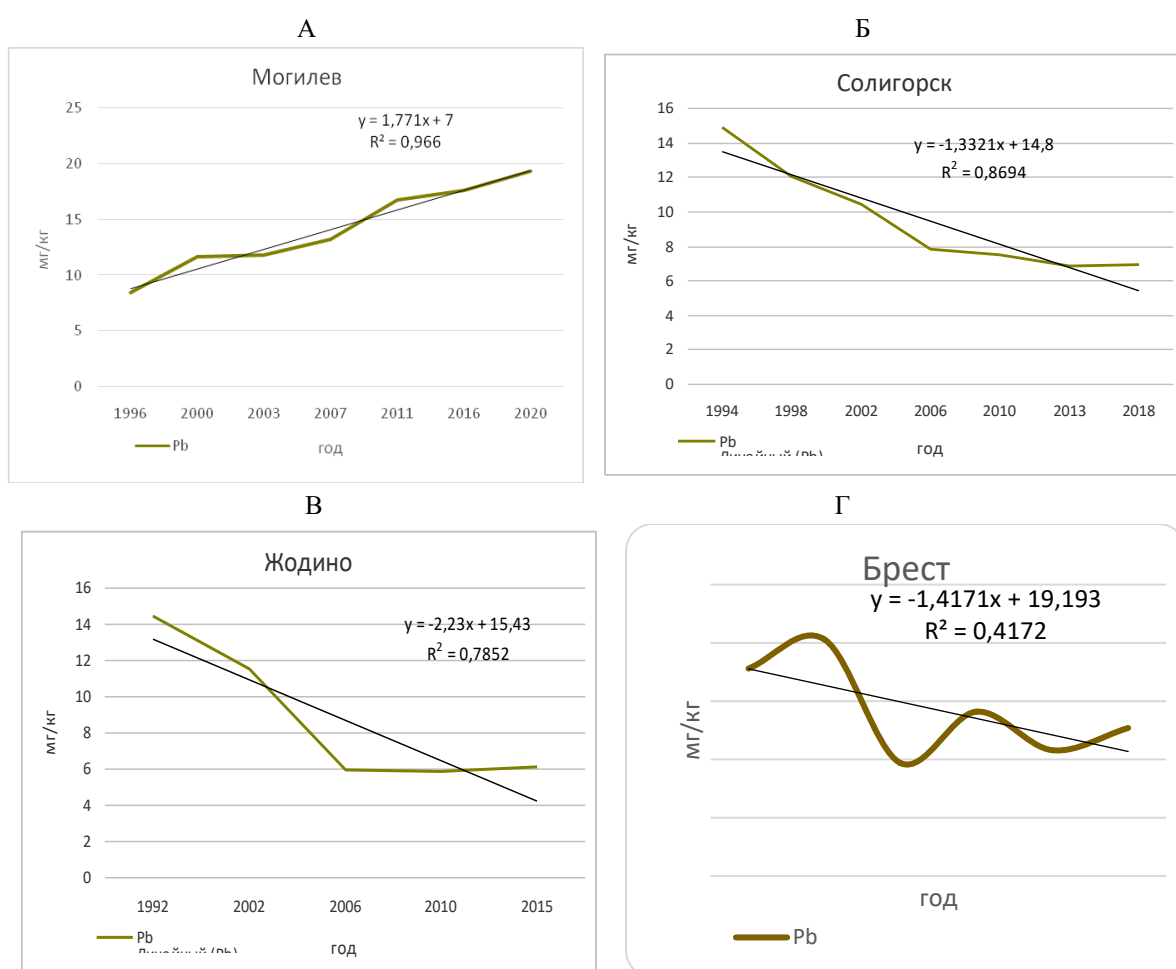 А
Могилев
y = 1,771x + 7
R² = 0,966
25
20
15
10
5
0
мг/кг
1996 2000 2003 2007 2011 2016 2020
Pb
год
Б
Солигорск
y = -1,3321x + 14,8
R² = 0,8694
16
14
12
10
8
6
4
2
0
мг/кг
1994 1998 2002 2006 2010 2013 2018
Pb
год
Линейный (Pb)
В
Жодино
y = -2,23x + 15,43
R² = 0,7852
16
14
12
10
8
6
4
2
0
мг/кг
1992 2002 2006 2010 2015
Pb
год
Линейный (Pb)
Г
Брест
y = -1,4171x + 19,193
R² = 0,4172
мг/кг
год
Pb